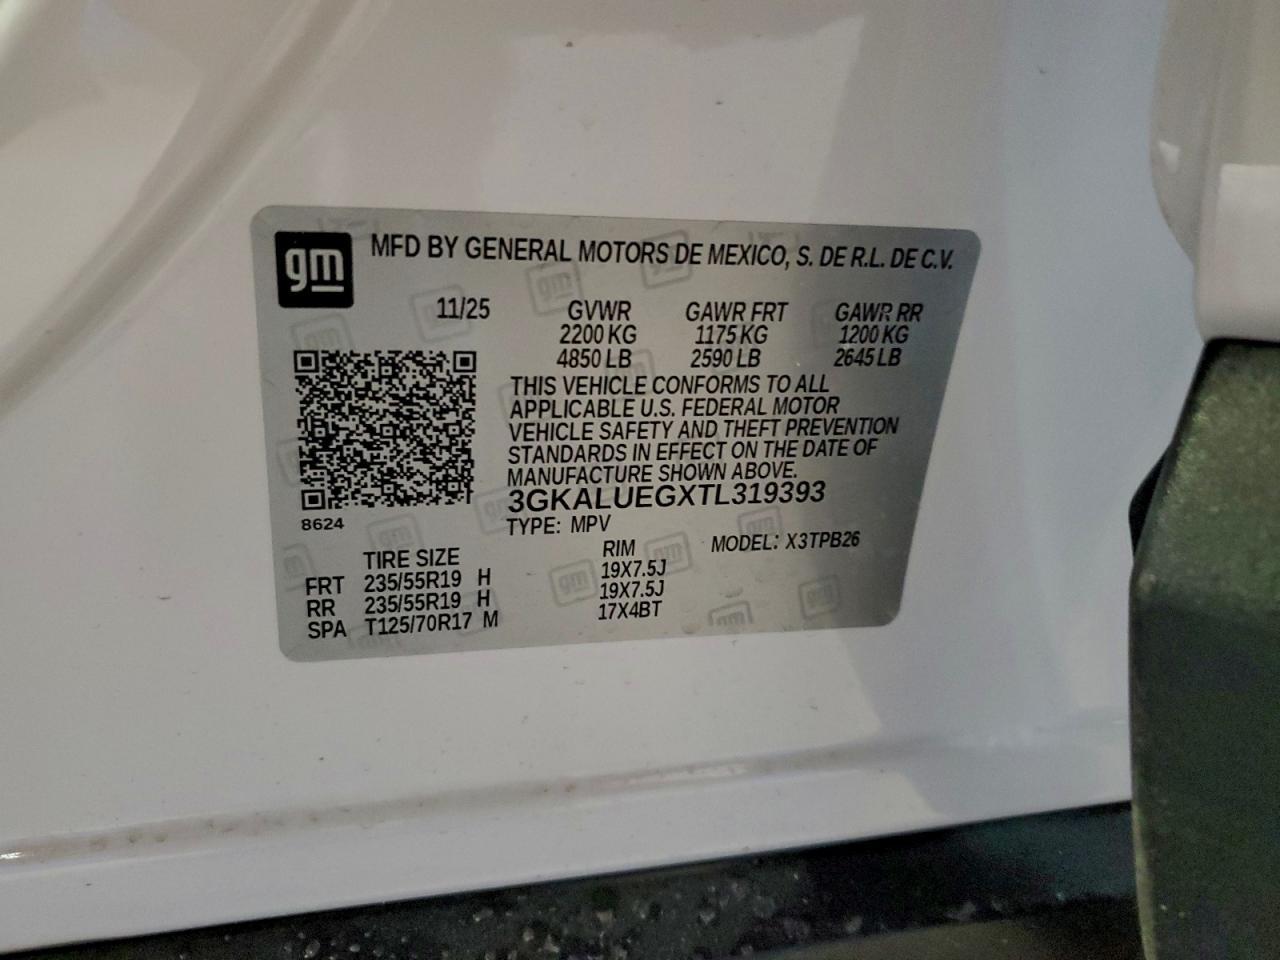 gm MFD BY GENERAL MOTORS DE MEXICO, S. DE R.L. DE C.V.
11/25 GVWR GAWR FRT GAWR RR
2200 KG 1175 KG 1200 KG
4850 LB 2590 LB 2645 LB
THIS VEHICLE CONFORMS TO ALL
APPLICABLE U.S. FEDERAL MOTOR
VEHICLE SAFETY AND THEFT PREVENTION
STANDARDS IN EFFECT ON THE DATE OF
MANUFACTURE SHOWN ABOVE.
3GKALUEGXTL319393
8624
TYPE: MPV MODEL: X3TPB26
TIRE SIZE RIM
FRT 235/55R19 H 19X7.5J
RR 235/55R19 H 19X7.5J
SPA T125/70R17 M 17X4BT